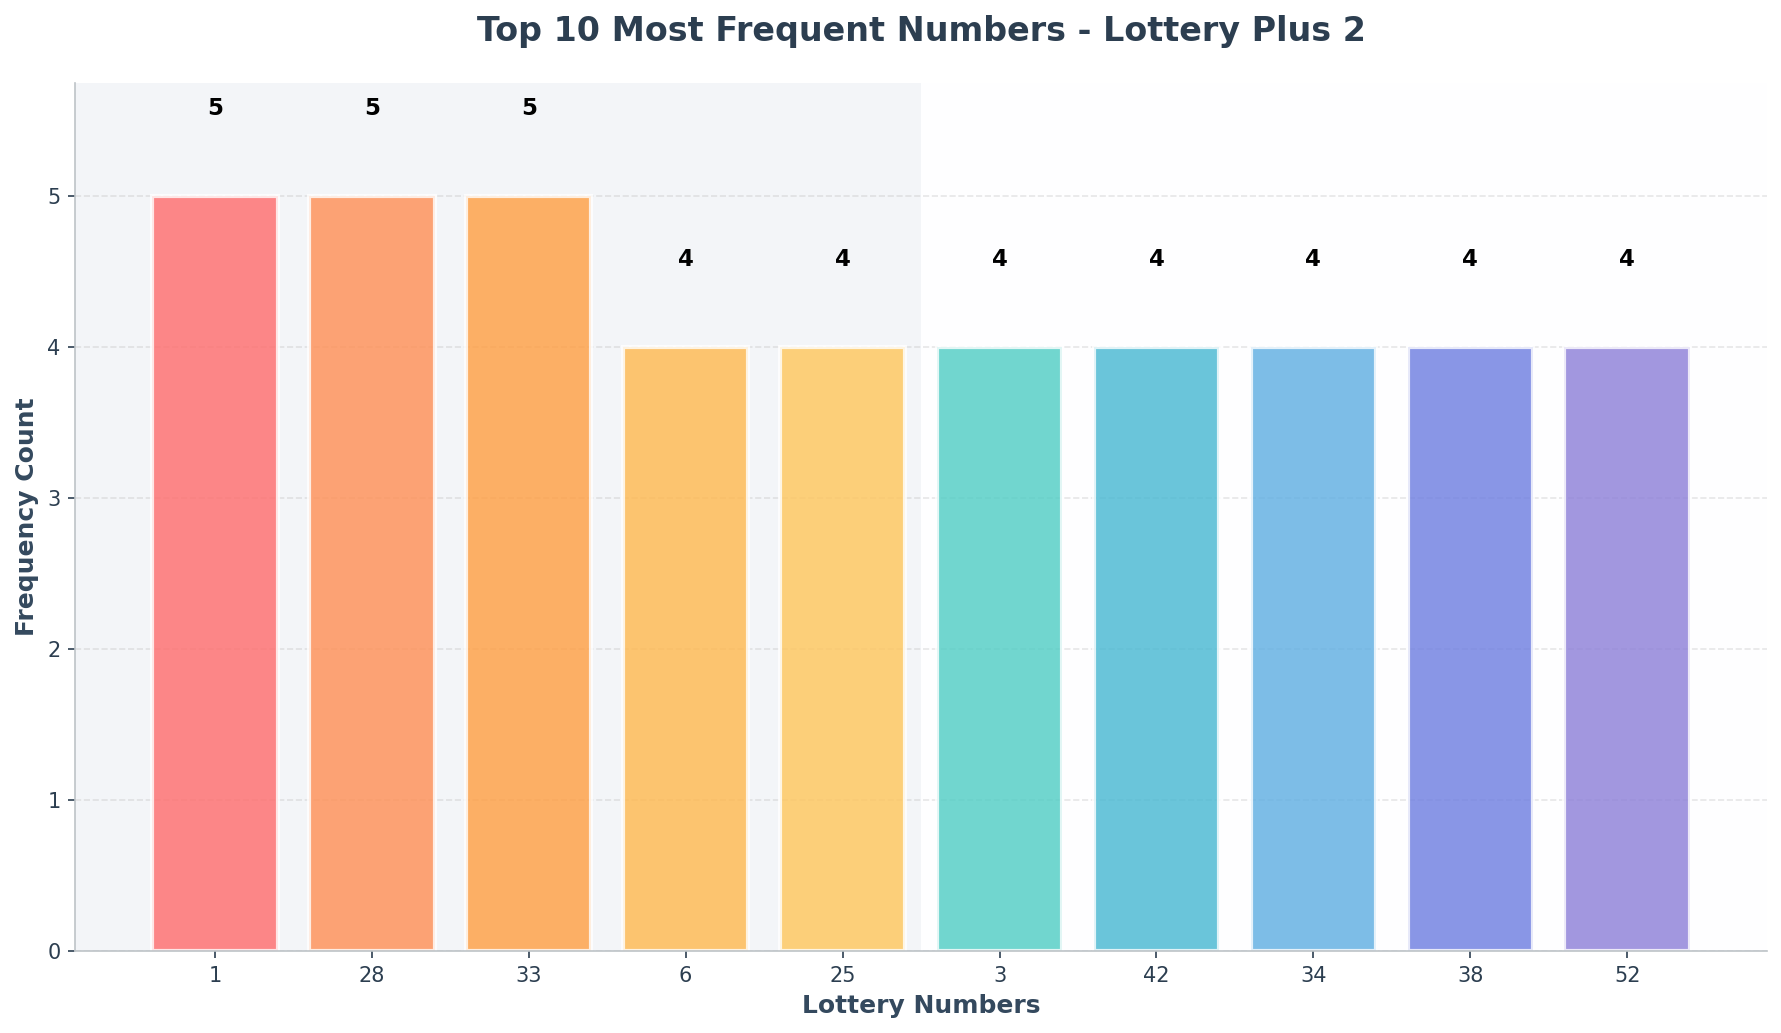 Top 10 Most Frequent Numbers - Lottery Plus 2
5 5 5
5
4 4 4 4 4 4 4
4
3
2
1
0
Frequency Count
1 28 33 6 25 3 42 34 38 52
Lottery Numbers